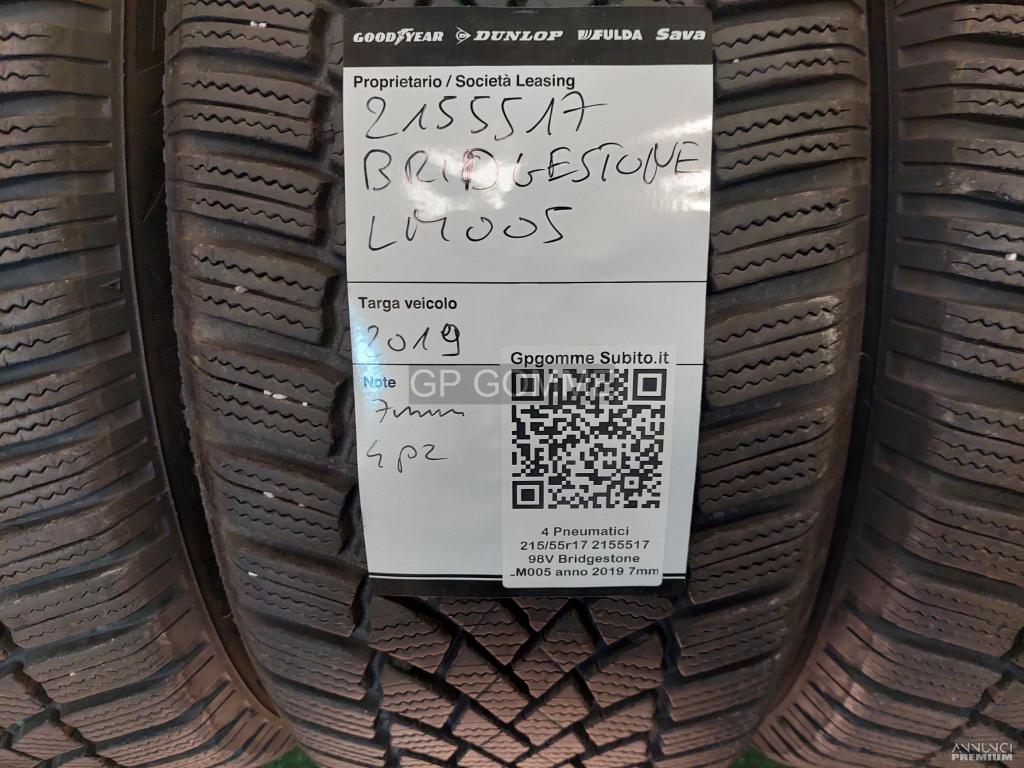 GOODYEAR DUNLOP FULDA Sava
Proprietario / Società Leasing
2155517
BRIDGESTONE
LM005
Targa veicolo
2019
Note
7mm
4 pz
GP GOMME
Gpgomme Subito.it
4 Pneumatici
215/55r17 2155517
98V Bridgestone
LM005 anno 2019 7mm
ANNUNCI
PREMIUM